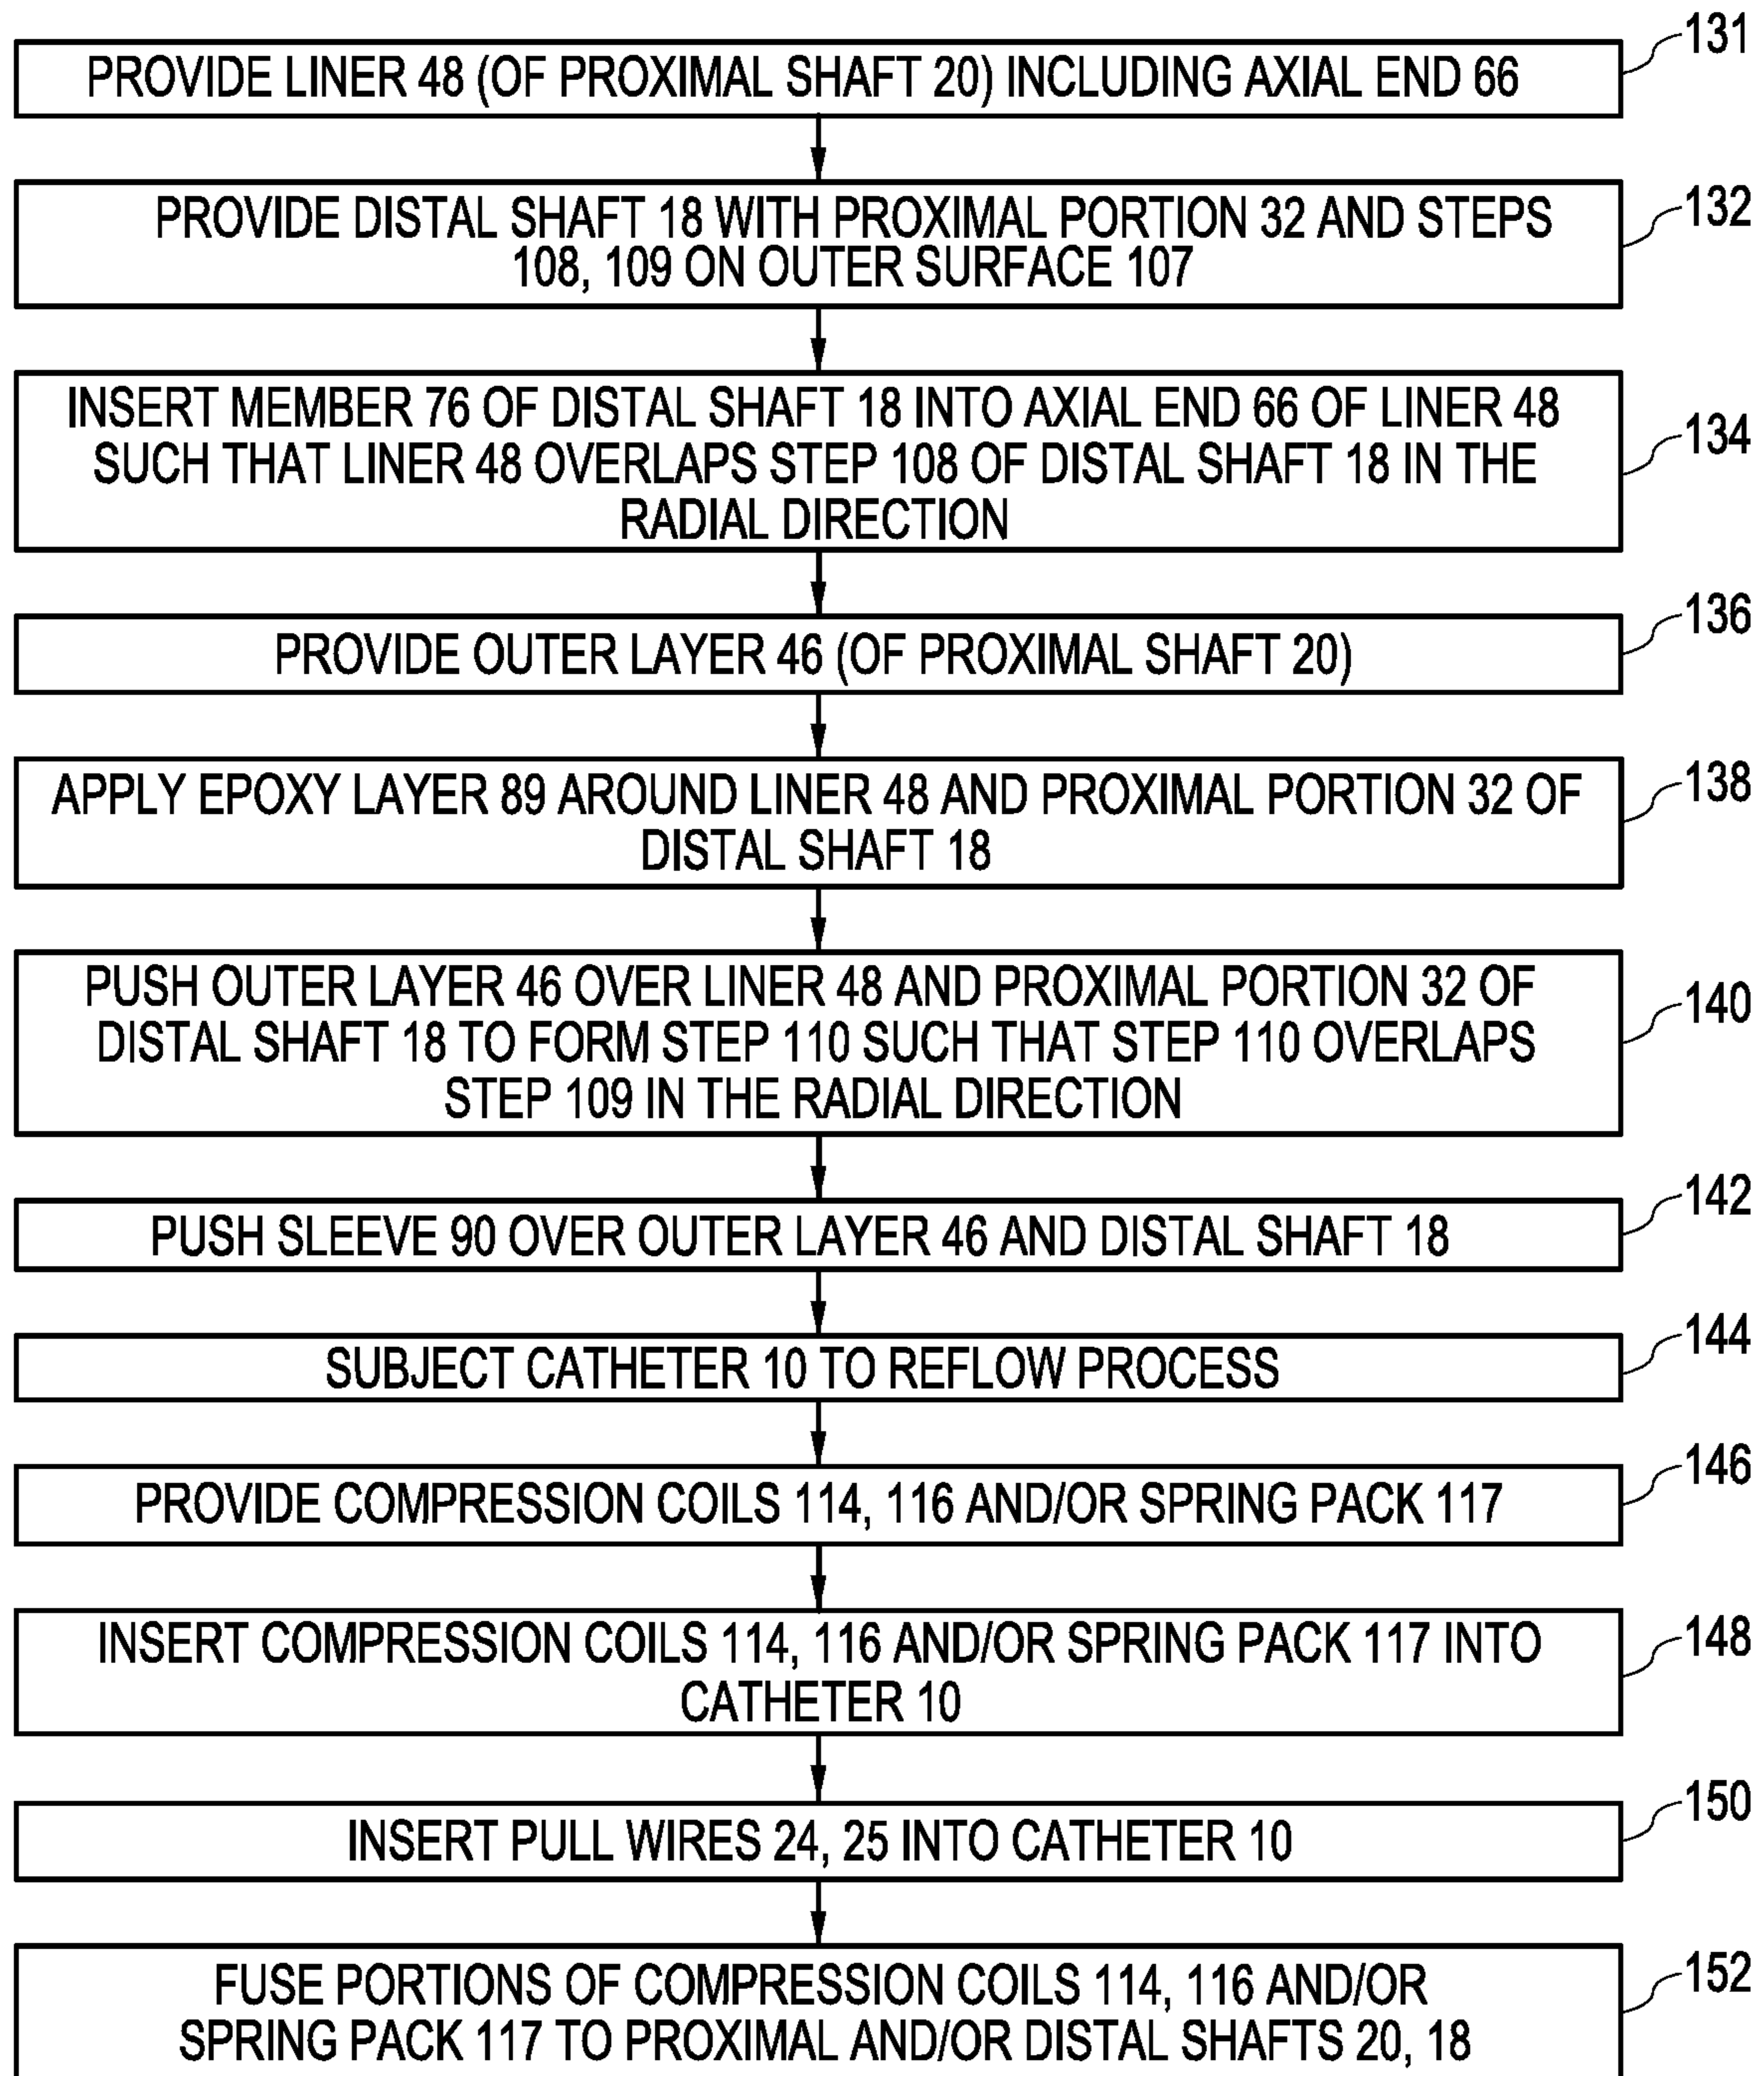 131
PROVIDE LINER 48 (OF PROXIMAL SHAFT 20) INCLUDING AXIAL END 66
132
PROVIDE DISTAL SHAFT 18 WITH PROXIMAL PORTION 32 AND STEPS
108, 109 ON OUTER SURFACE 107
134
INSERT MEMBER 76 OF DISTAL SHAFT 18 INTO AXIAL END 66 OF LINER 48
SUCH THAT LINER 48 OVERLAPS STEP 108 OF DISTAL SHAFT 18 IN THE
RADIAL DIRECTION
136
PROVIDE OUTER LAYER 46 (OF PROXIMAL SHAFT 20)
138
APPLY EPOXY LAYER 89 AROUND LINER 48 AND PROXIMAL PORTION 32 OF
DISTAL SHAFT 18
140
PUSH OUTER LAYER 46 OVER LINER 48 AND PROXIMAL PORTION 32 OF
DISTAL SHAFT 18 TO FORM STEP 110 SUCH THAT STEP 110 OVERLAPS
STEP 109 IN THE RADIAL DIRECTION
142
PUSH SLEEVE 90 OVER OUTER LAYER 46 AND DISTAL SHAFT 18
144
SUBJECT CATHETER 10 TO REFLOW PROCESS
146
PROVIDE COMPRESSION COILS 114, 116 AND/OR SPRING PACK 117
148
INSERT COMPRESSION COILS 114, 116 AND/OR SPRING PACK 117 INTO
CATHETER 10
150
INSERT PULL WIRES 24, 25 INTO CATHETER 10
152
FUSE PORTIONS OF COMPRESSION COILS 114, 116 AND/OR
SPRING PACK 117 TO PROXIMAL AND/OR DISTAL SHAFTS 20, 18